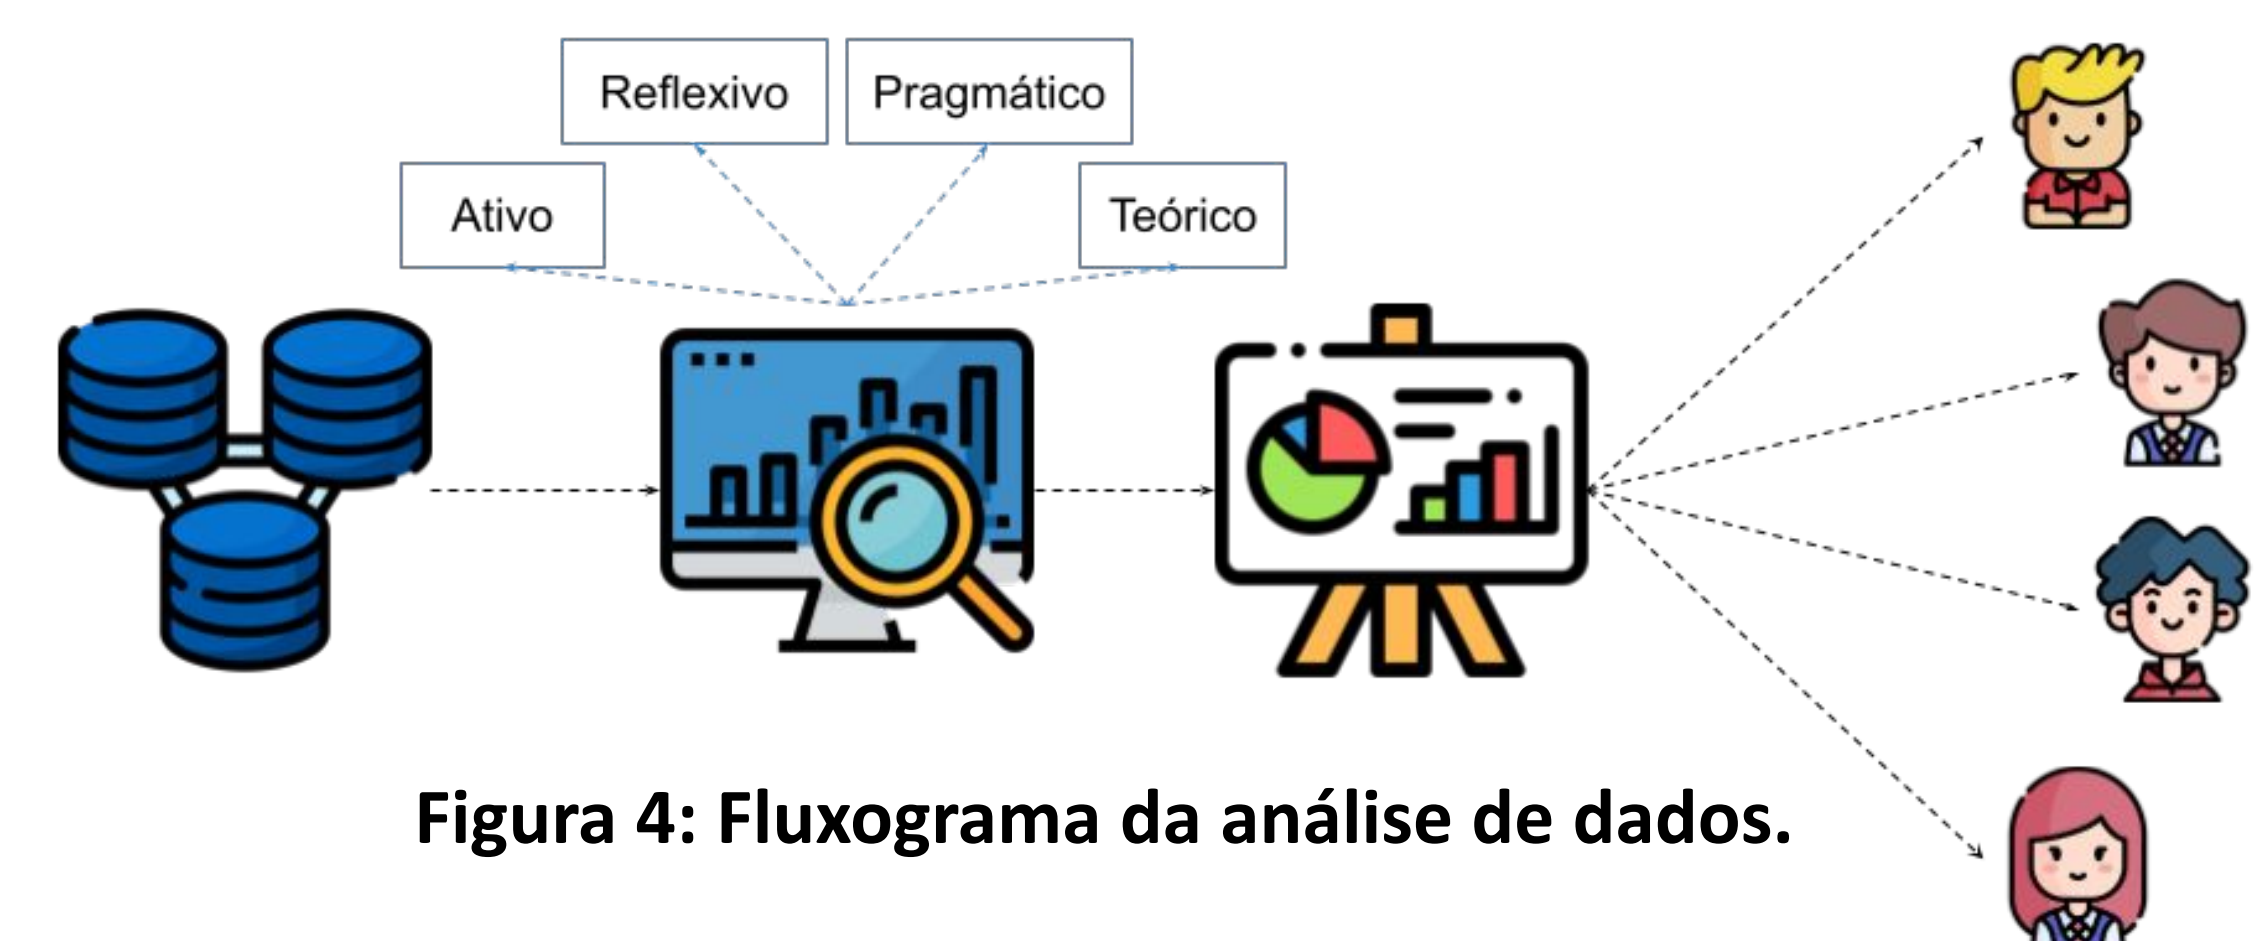 Reflexivo
Pragmático
Ativo
Teórico
Figura 4: Fluxograma da análise de dados.